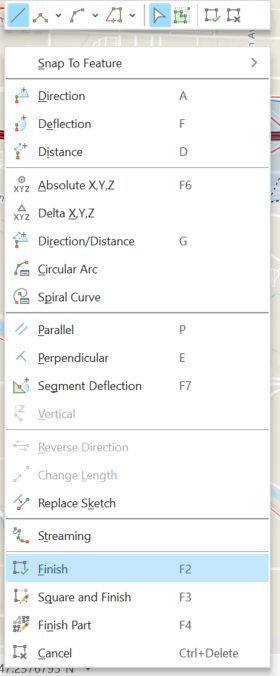 Snap To Feature
Direction A
Deflection F
Distance D
Absolute X,Y,Z F6
Delta X,Y,Z
Direction/Distance G
Circular Arc
Spiral Curve
Parallel P
Perpendicular E
Segment Deflection F7
Vertical
Reverse Direction
Change Length
Replace Sketch
Streaming
Finish F2
Square and Finish F3
Finish Part F4
Cancel Ctrl+Delete